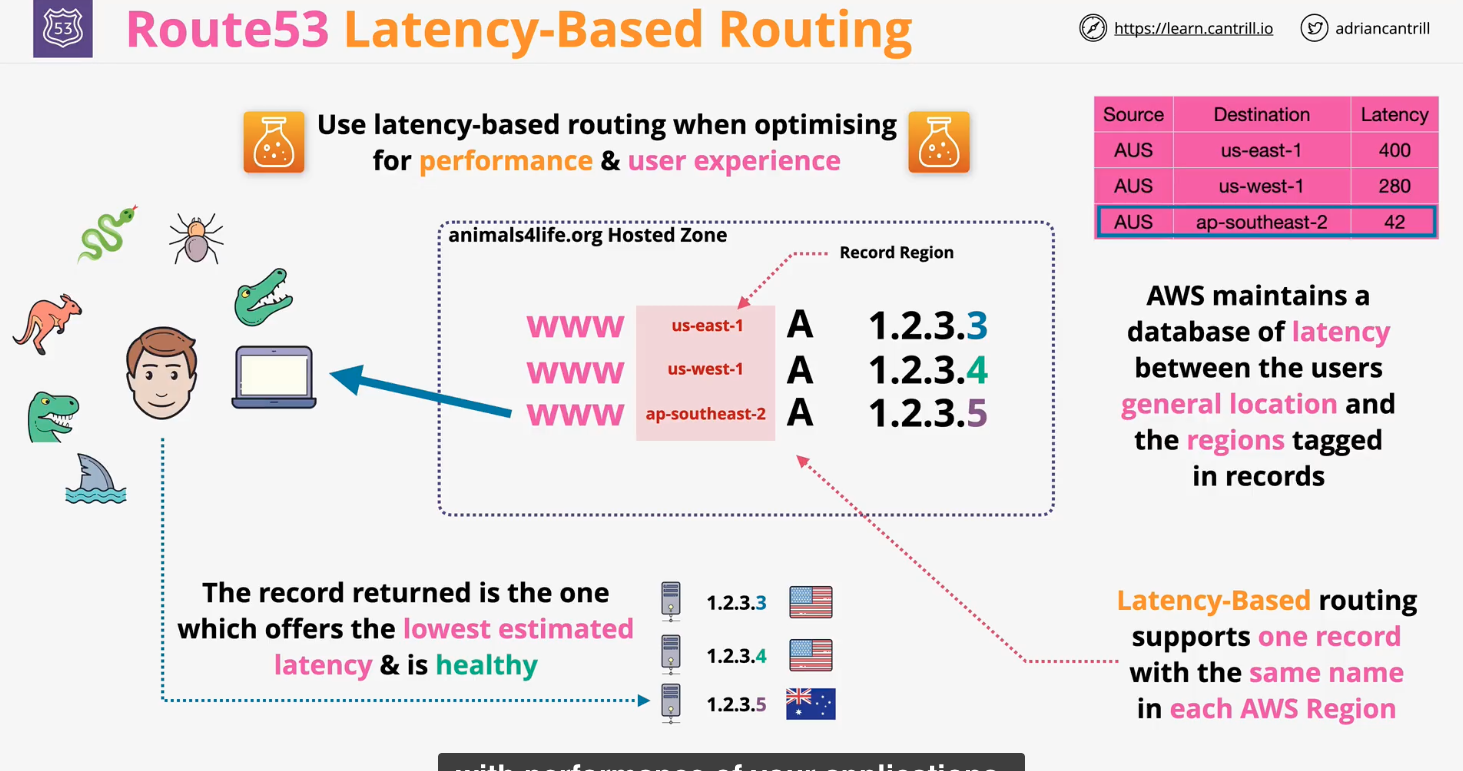 53
Route53 Latency-Based Routing
https://learn.cantrill.io
adriancantrill
Use latency-based routing when optimising
for performance & user experience
Source Destination Latency
AUS us-east-1 400
AUS us-west-1 280
AUS ap-southeast-2 42
animals4life.org Hosted Zone
Record Region
www us-east-1 A 1.2.3.3
www us-west-1 A 1.2.3.4
www ap-southeast-2 A 1.2.3.5
AWS maintains a
database of latency
between the users
general location and
the regions tagged
in records
The record returned is the one
which offers the lowest estimated
latency & is healthy
1.2.3.3
1.2.3.4
1.2.3.5
Latency-Based routing
supports one record
with the same name
in each AWS Region
with performance of your applications